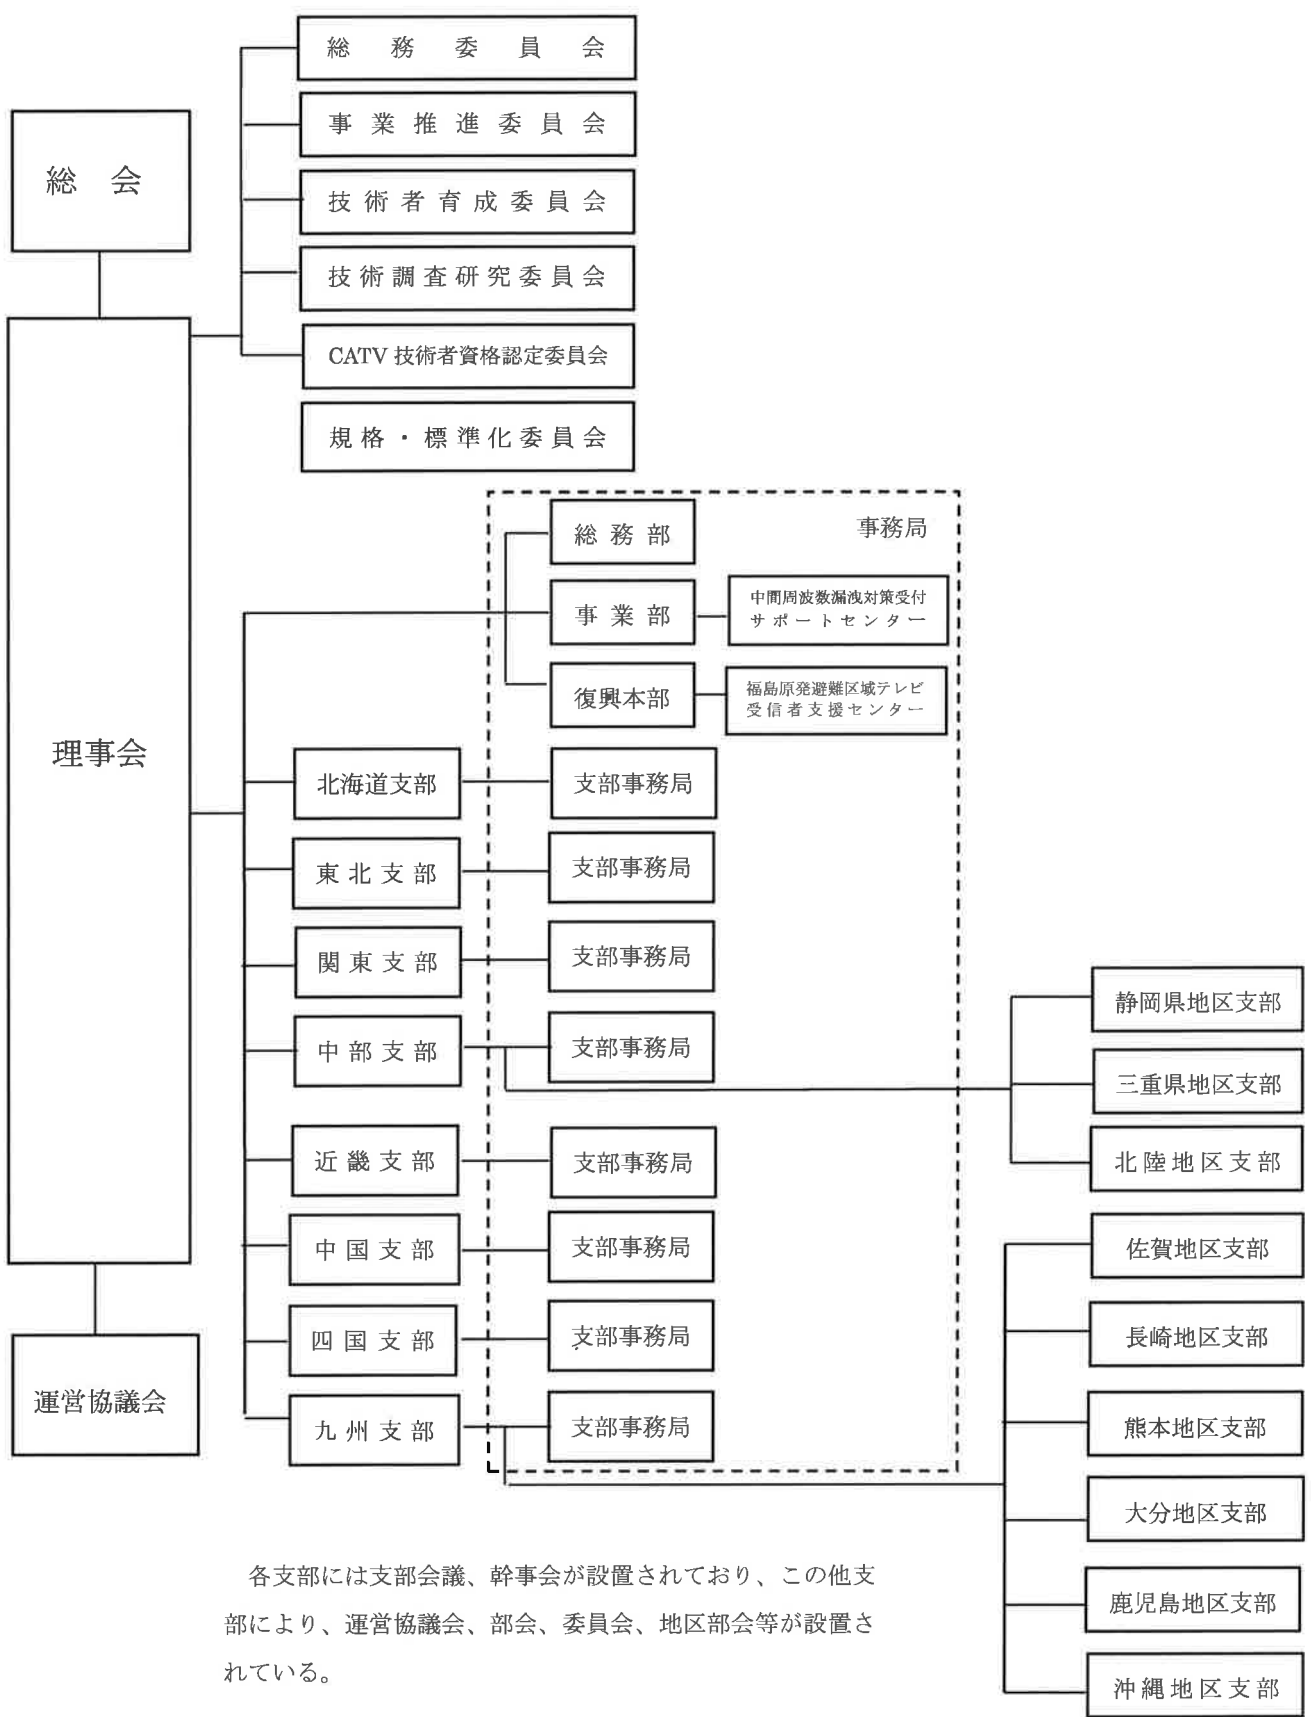 総務委員会
事業推進委員会
総会
技術者育成委員会
技術調査研究委員会
CATV 技術者資格認定委員会
規格・標準化委員会
事務局
総務部
事業部
中間周波数漏洩対策受付
サポートセンター
復興本部
福島原発避難区域テレビ
受信者支援センター
理事会
北海道支部
支部事務局
東北支部
支部事務局
関東支部
支部事務局
中部支部
支部事務局
静岡県地区支部
三重県地区支部
北陸地区支部
近畿支部
支部事務局
中国支部
支部事務局
四国支部
支部事務局
九州支部
支部事務局
佐賀地区支部
長崎地区支部
熊本地区支部
大分地区支部
鹿児島地区支部
沖縄地区支部
運営協議会
各支部には支部会議、幹事会が設置されており、この他支
部により、運営協議会、部会、委員会、地区部会等が設置さ
れている。